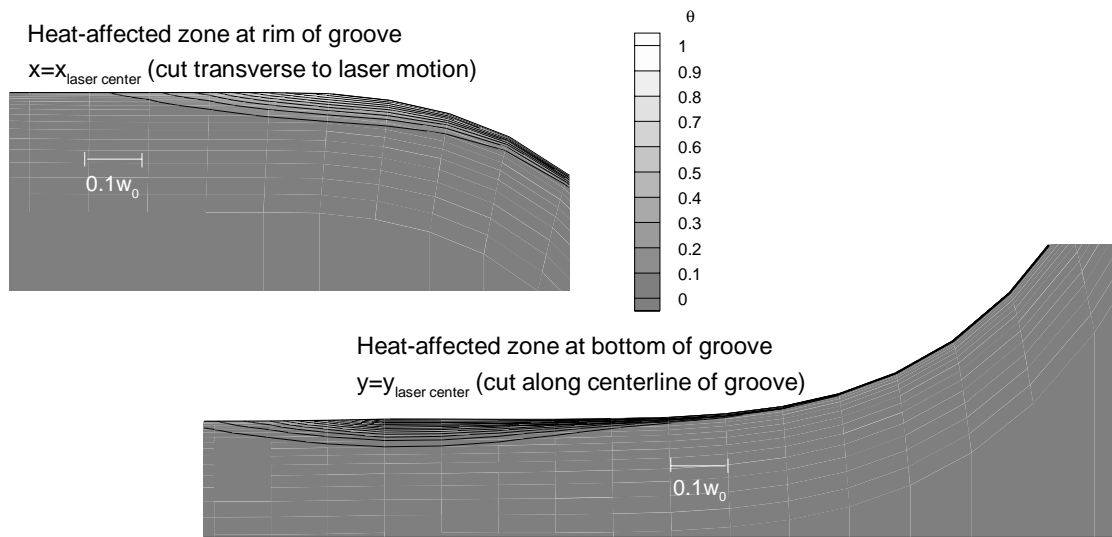 Heat-affected zone at rim of groove
x=x_laser center (cut transverse to laser motion)
0.1w_0
θ
1
0.9
0.8
0.7
0.6
0.5
0.4
0.3
0.2
0.1
0
Heat-affected zone at bottom of groove
y=y_laser center (cut along centerline of groove)
0.1w_0